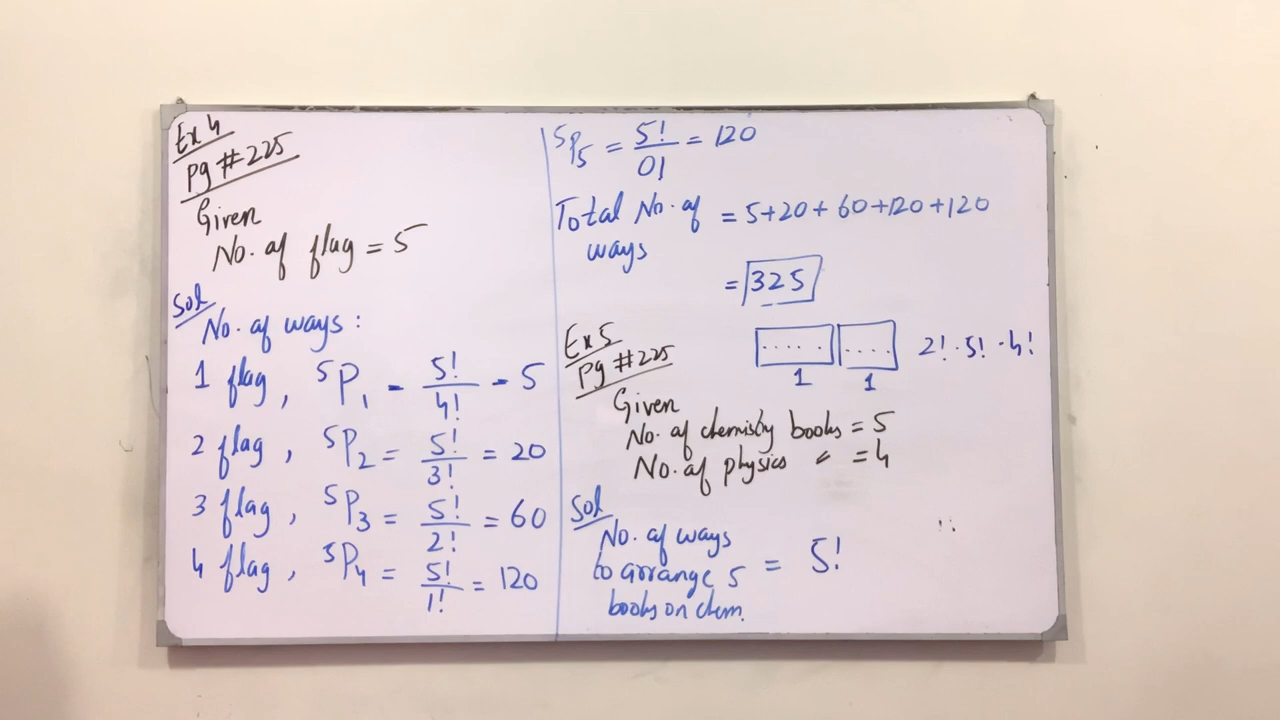 Ex 4
Pg # 225
Given
No. of flag = 5
Sol
No. of ways :
1 flag , ⁵P₁ - 5!/4! - 5
2 flag , ⁵P₂ = 5!/3! = 20
3 flag , ⁵P₃ = 5!/2! = 60
4 flag , ⁵P₄ = 5!/1! = 120
⁵P₅ = 5!/0! = 120
Total No. of = 5+20+60+120+120
ways
= 325
Ex 5
Pg # 225
..... .... 2! · 5! · 4!
1 1
Given
No. of chemistry books = 5
No. of physics " = 4
Sol
No. of ways
to arrange 5 = 5!
books on chem.